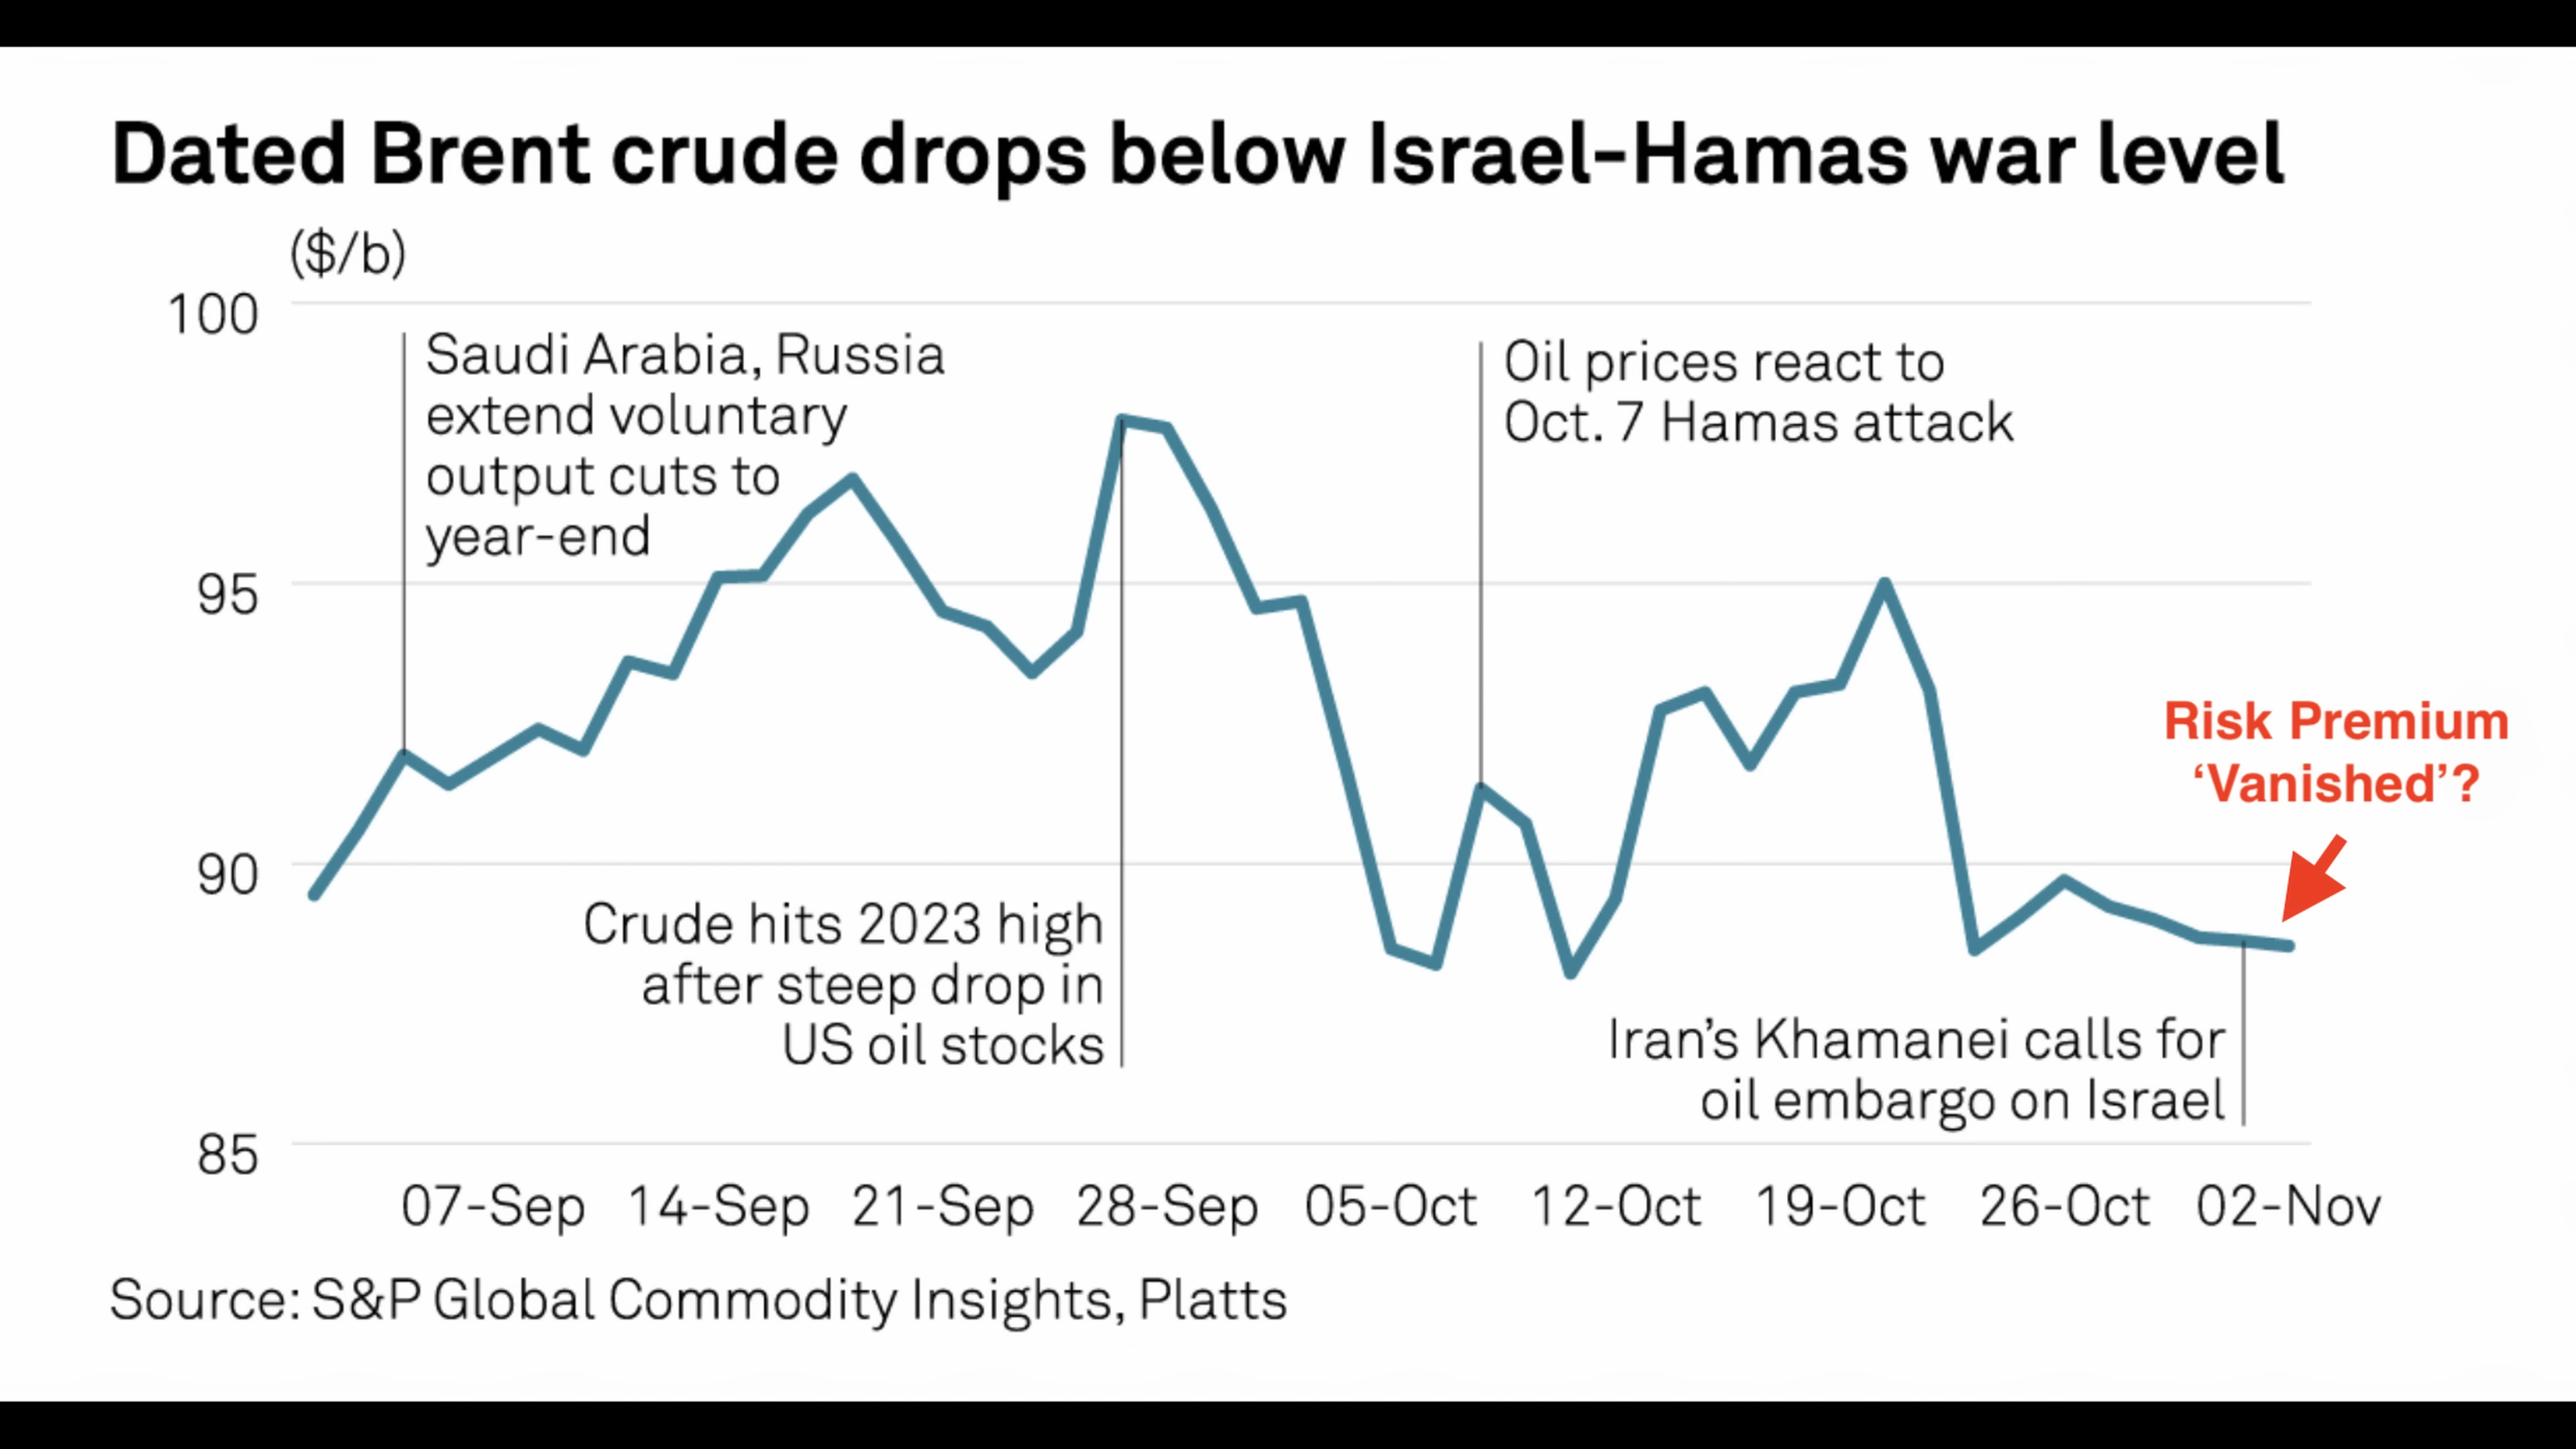 Dated Brent crude drops below Israel-Hamas war level
($/b)
100
95
90
85
Saudi Arabia, Russia
extend voluntary
output cuts to
year-end
Crude hits 2023 high
after steep drop in
US oil stocks
Oil prices react to
Oct. 7 Hamas attack
Risk Premium
‘Vanished’?
Iran’s Khamanei calls for
oil embargo on Israel
07-Sep 14-Sep 21-Sep 28-Sep 05-Oct 12-Oct 19-Oct 26-Oct 02-Nov
Source: S&P Global Commodity Insights, Platts